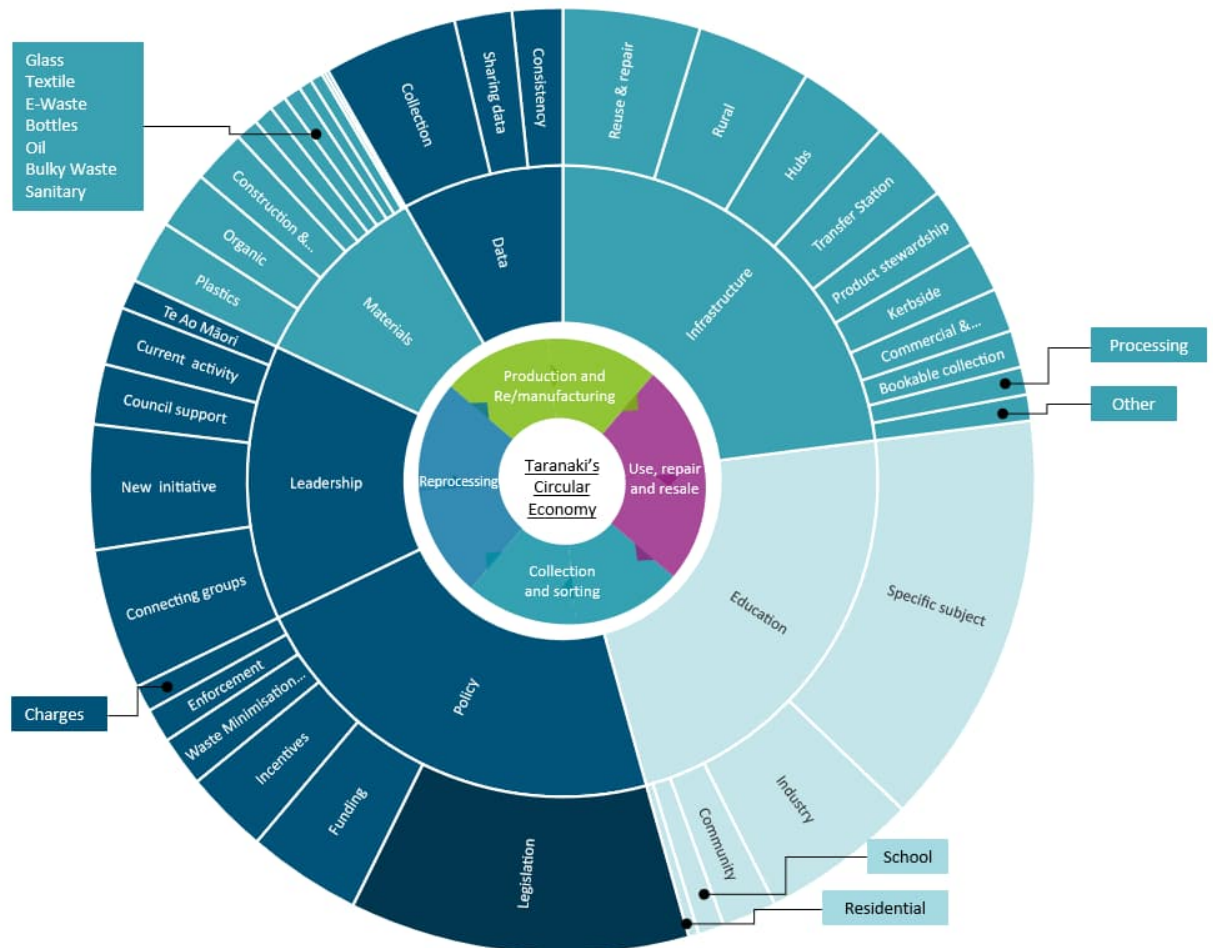 Glass
Textile
E-Waste
Bottles
Oil
Bulky Waste
Sanitary
Collection
Sharing data
Consistency
Reuse & repair
Rural
Hubs
Transfer Station
Product stewardship
Kerbside
Commercial &...
Bookable collection
Processing
Other
Construction &...
Organic
Plastics
Te Ao Māori
Current activity
Council support
New initiative
Connecting groups
Charges
Enforcement
Waste Minimisation...
Incentives
Funding
Legislation
Data
Infrastructure
Materials
Leadership
Policy
Education
Specific subject
Industry
Community
School
Residential
Production and
Re/manufacturing
Use, repair
and resale
Reprocessing
Collection
and sorting
Taranaki's
Circular
Economy